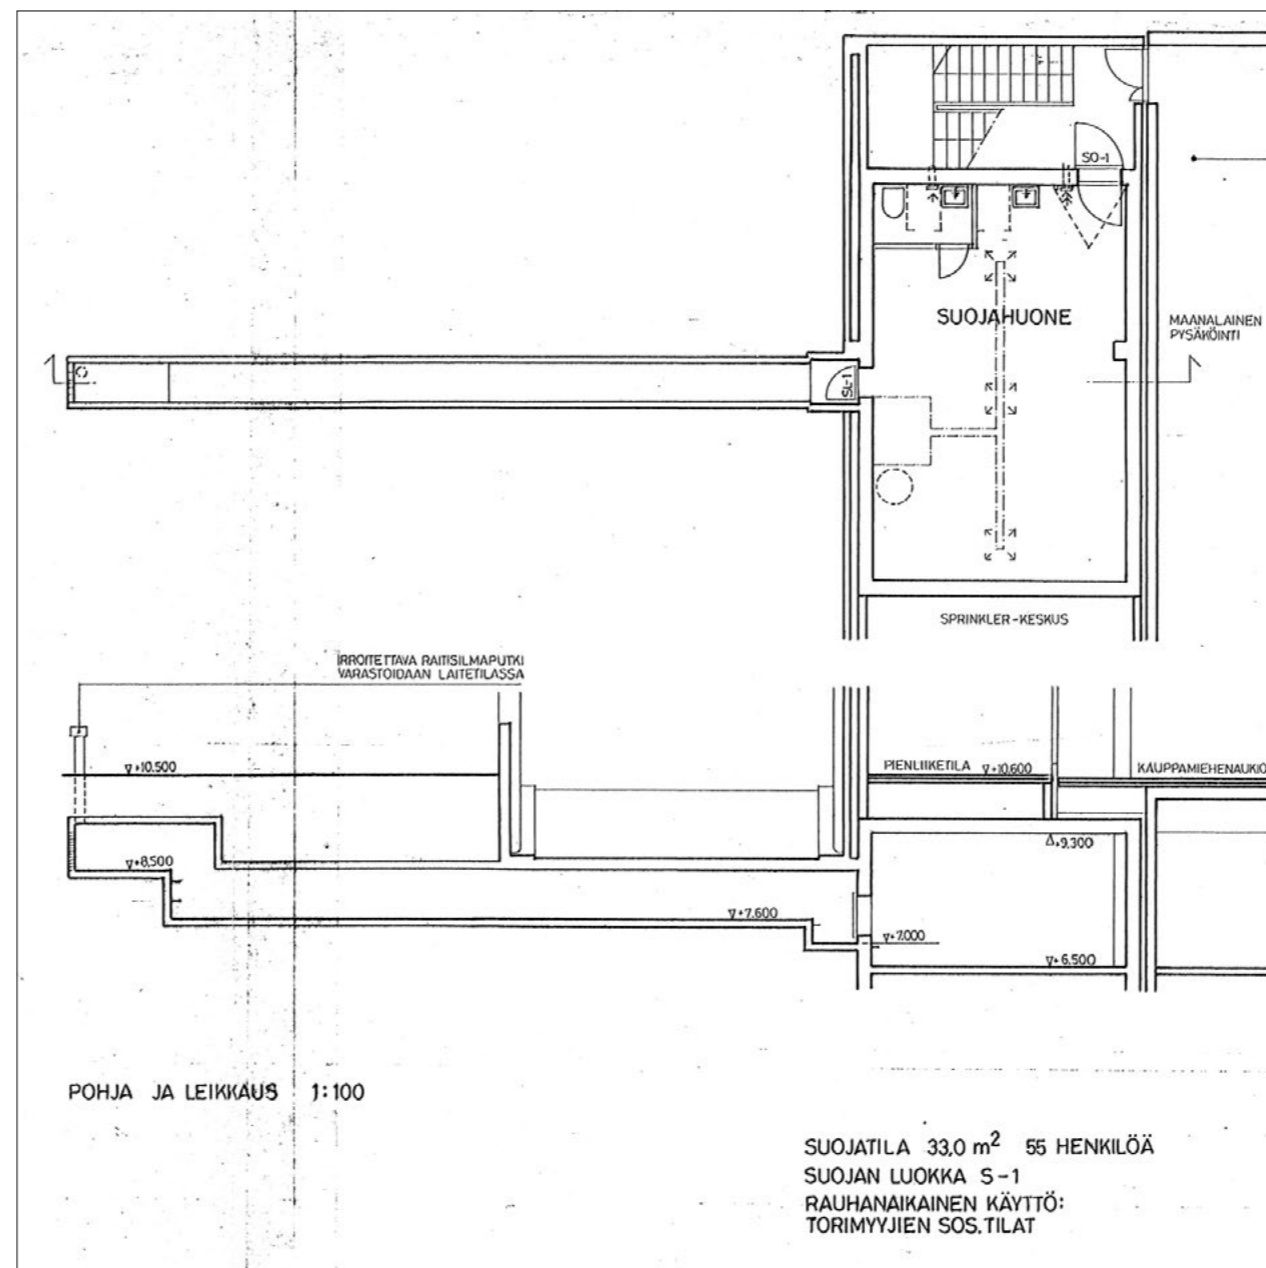 SO-1
SUOJAHUONE
MAANALAINEN
PYSÄKÖINTI
SL-1
SPRINKLER-KESKUS
IRROITETTAVA RAITISILMAPUTKI
VARASTOIDAAN LAITETILASSA
+10.500
PIENLIIKETILA +10.600
KAUPPAMIEHENAUKIO
+8.500
+9.300
+7.600
+7.000
+6.500
POHJA JA LEIKKAUS 1:100
SUOJATILA 33,0 m² 55 HENKILÖÄ
SUOJAN LUOKKA S-1
RAUHANAIKAINEN KÄYTTÖ:
TORIMYYJIEN SOS.TILAT